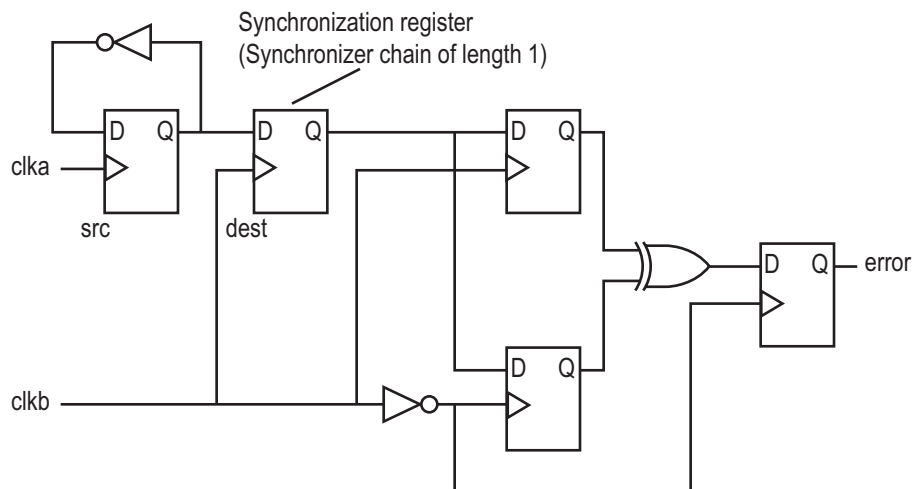 Synchronization register
(Synchronizer chain of length 1)
D Q
D Q
D Q
clka
src
dest
D Q
error
D Q
clkb